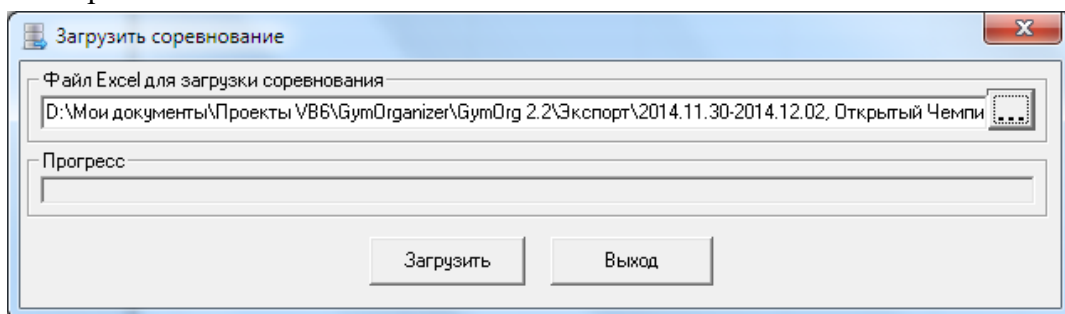 Загрузить соревнование
Файл Excel для загрузки соревнования
D:\Мои документы\Проекты VB6\GymOrganizer\GymOrg 2.2\Экспорт\2014.11.30-2014.12.02, Открытый Чемпи ...
Прогресс
Загрузить Выход